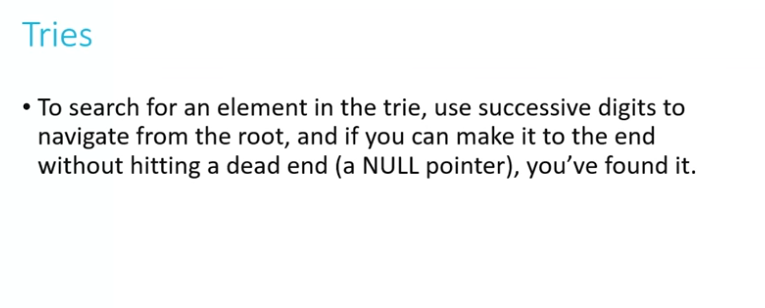 Tries
• To search for an element in the trie, use successive digits to
navigate from the root, and if you can make it to the end
without hitting a dead end (a NULL pointer), you’ve found it.